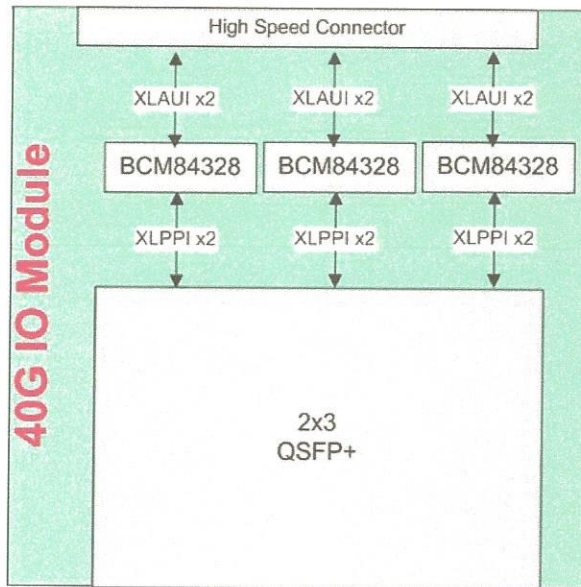 High Speed Connector
XLAUI x2 XLAUI x2 XLAUI x2
BCM84328 BCM84328 BCM84328
XLPPI x2 XLPPI x2 XLPPI x2
40G IO Module
2x3
QSFP+